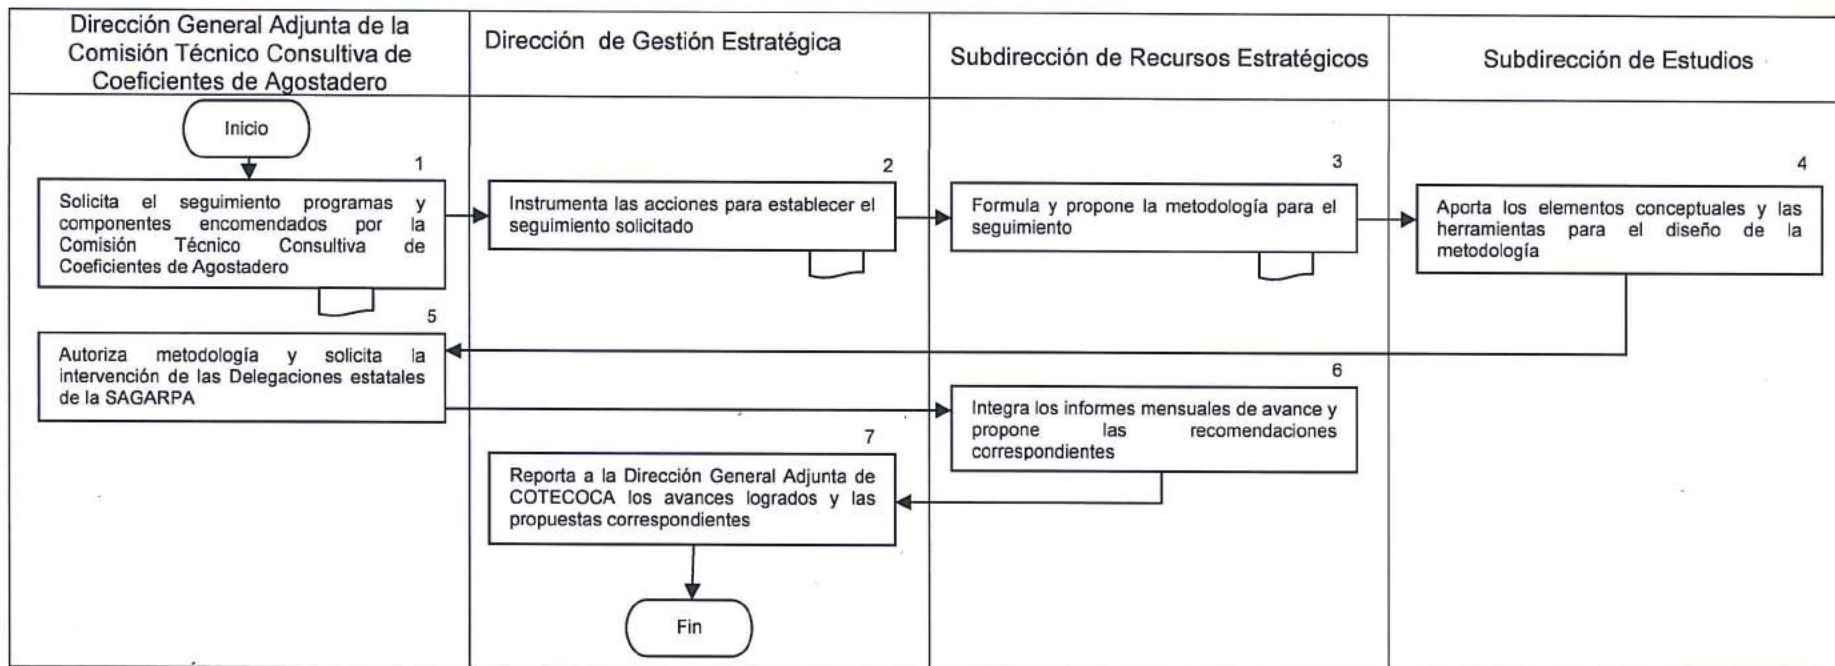 Dirección General Adjunta de la
Comisión Técnico Consultiva de
Coeficientes de Agostadero
Dirección de Gestión Estratégica
Subdirección de Recursos Estratégicos
Subdirección de Estudios
Inicio
1
Solicita el seguimiento programas y
componentes encomendados por la
Comisión Técnico Consultiva de
Coeficientes de Agostadero
2
Instrumenta las acciones para establecer el
seguimiento solicitado
3
Formula y propone la metodología para el
seguimiento
4
Aporta los elementos conceptuales y las
herramientas para el diseño de la
metodología
5
Autoriza metodología y solicita la
intervención de las Delegaciones estatales
de la SAGARPA
6
Integra los informes mensuales de avance y
propone las recomendaciones
correspondientes
7
Reporta a la Dirección General Adjunta de
COTECOCA los avances logrados y las
propuestas correspondientes
Fin